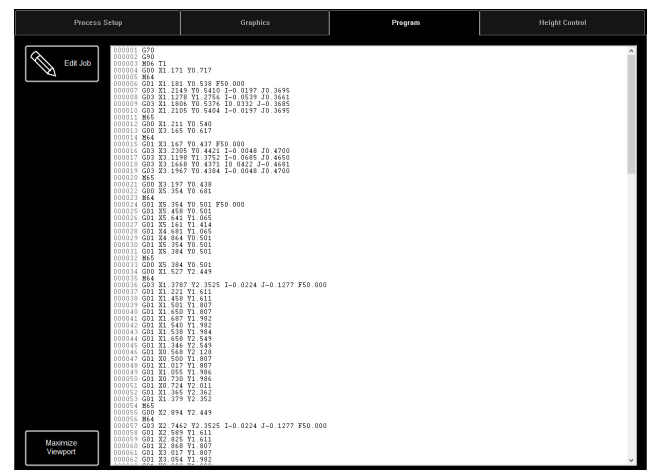 Process Setup
Graphics
Program
Height Control
Edit Job
000001 G70
000002 G90
000003 M06 T1
000004 G00 X1.171 Y0.717
000005 M64
000006 G01 X1.181 Y0.538 F50.000
000007 G03 X1.2149 Y0.5410 I-0.0197 J0.3695
000008 G03 X1.1278 Y1.2756 I-0.0539 J0.3661
000009 G03 X1.1806 Y0.5376 I0.0332 J-0.3685
000010 G03 X1.2105 Y0.5404 I-0.0197 J0.3695
000011 M65
000012 G00 X1.211 Y0.540
000013 G00 X3.165 Y0.617
000014 M64
000015 G01 X3.167 Y0.437 F50.000
000016 G03 X3.2305 Y0.4421 I-0.0048 J0.4700
000017 G03 X3.1198 Y1.3752 I-0.0685 J0.4650
000018 G03 X3.1668 Y0.4371 I0.0422 J-0.4681
000019 G03 X3.1967 Y0.4384 I-0.0048 J0.4700
000020 M65
000021 G00 X3.197 Y0.438
000022 G00 X5.354 Y0.681
000023 M64
000024 G01 X5.354 Y0.501 F50.000
000025 G01 X5.458 Y0.501
000026 G01 X5.641 Y1.065
000027 G01 X5.161 Y1.414
000028 G01 X4.681 Y1.065
000029 G01 X4.864 Y0.501
000030 G01 X5.354 Y0.501
000031 G01 X5.384 Y0.501
000032 M65
000033 G00 X5.384 Y0.501
000034 G00 X1.527 Y2.449
000035 M64
000036 G03 X1.3787 Y2.3525 I-0.0224 J-0.1277 F50.000
000037 G01 X1.221 Y1.611
000038 G01 X1.458 Y1.611
000039 G01 X1.501 Y1.807
000040 G01 X1.650 Y1.807
000041 G01 X1.687 Y1.982
000042 G01 X1.540 Y1.982
000043 G01 X1.538 Y1.984
000044 G01 X1.658 Y2.549
000045 G01 X1.346 Y2.549
000046 G01 X0.568 Y2.128
000047 G01 X0.500 Y1.807
000048 G01 X1.017 Y1.807
000049 G01 X1.055 Y1.986
000050 G01 X0.730 Y1.986
000051 G01 X0.724 Y2.011
000052 G01 X1.365 Y2.362
000053 G01 X1.379 Y2.352
000054 M65
000055 G00 X2.894 Y2.449
000056 M64
000057 G03 X2.7462 Y2.3525 I-0.0224 J-0.1277 F50.000
000058 G01 X2.589 Y1.611
000059 G01 X2.825 Y1.611
000060 G01 X2.868 Y1.807
000061 G01 X3.017 Y1.807
000062 G01 X3.054 Y1.982
Maximize
Viewport